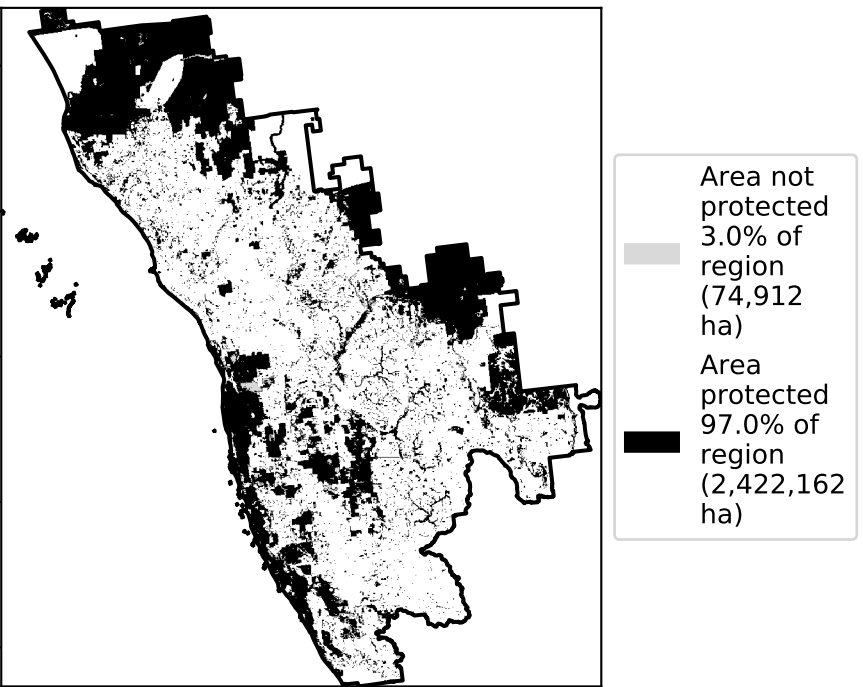 Area not
protected
3.0% of
region
(74,912
ha)
Area
protected
97.0% of
region
(2,422,162
ha)